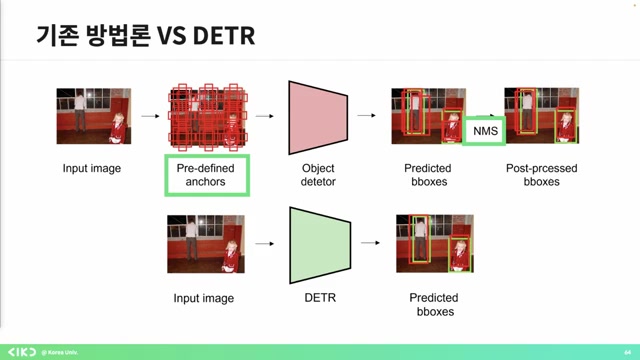 기존 방법론 VS DETR
NMS
Input image
Pre-defined
anchors
Object
detetor
Predicted
bboxes
Post-prcessed
bboxes
Input image
DETR
Predicted
bboxes
@ Korea Univ.
44